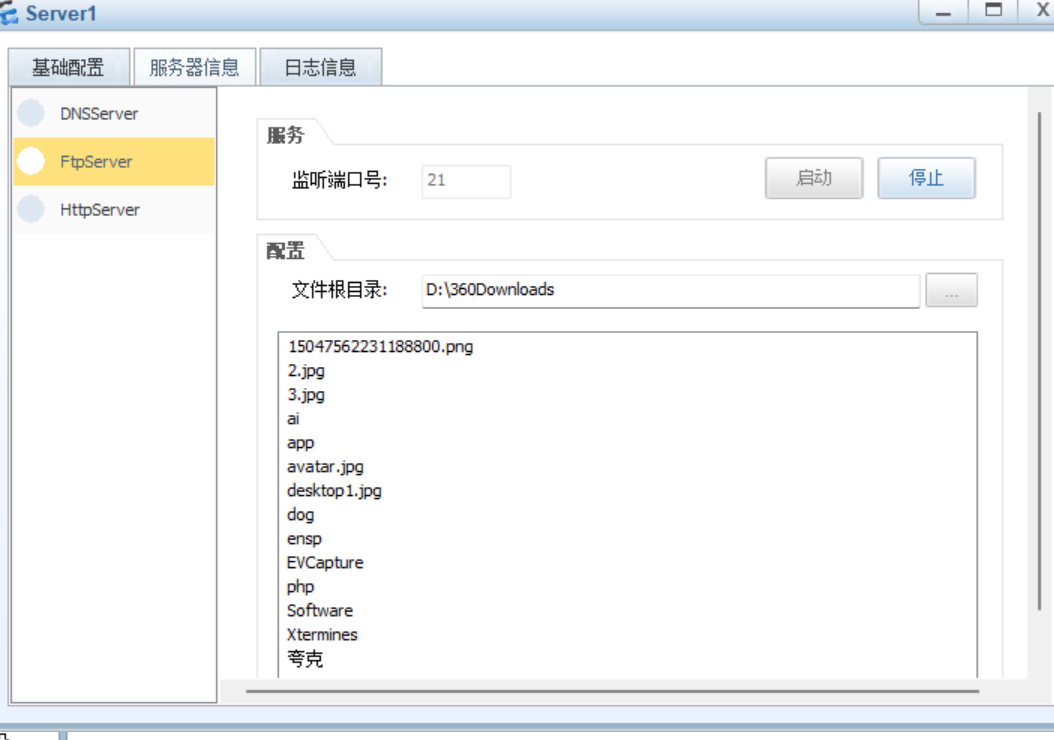 Server1
X
基础配置 服务器信息 日志信息
DNSServer
FtpServer
HttpServer
服务
监听端口号: 21 启动 停止
配置
文件根目录: D:\360Downloads ...
15047562231188800.png
2.jpg
3.jpg
ai
app
avatar.jpg
desktop1.jpg
dog
ensp
EVCapture
php
Software
Xtermines
夸克